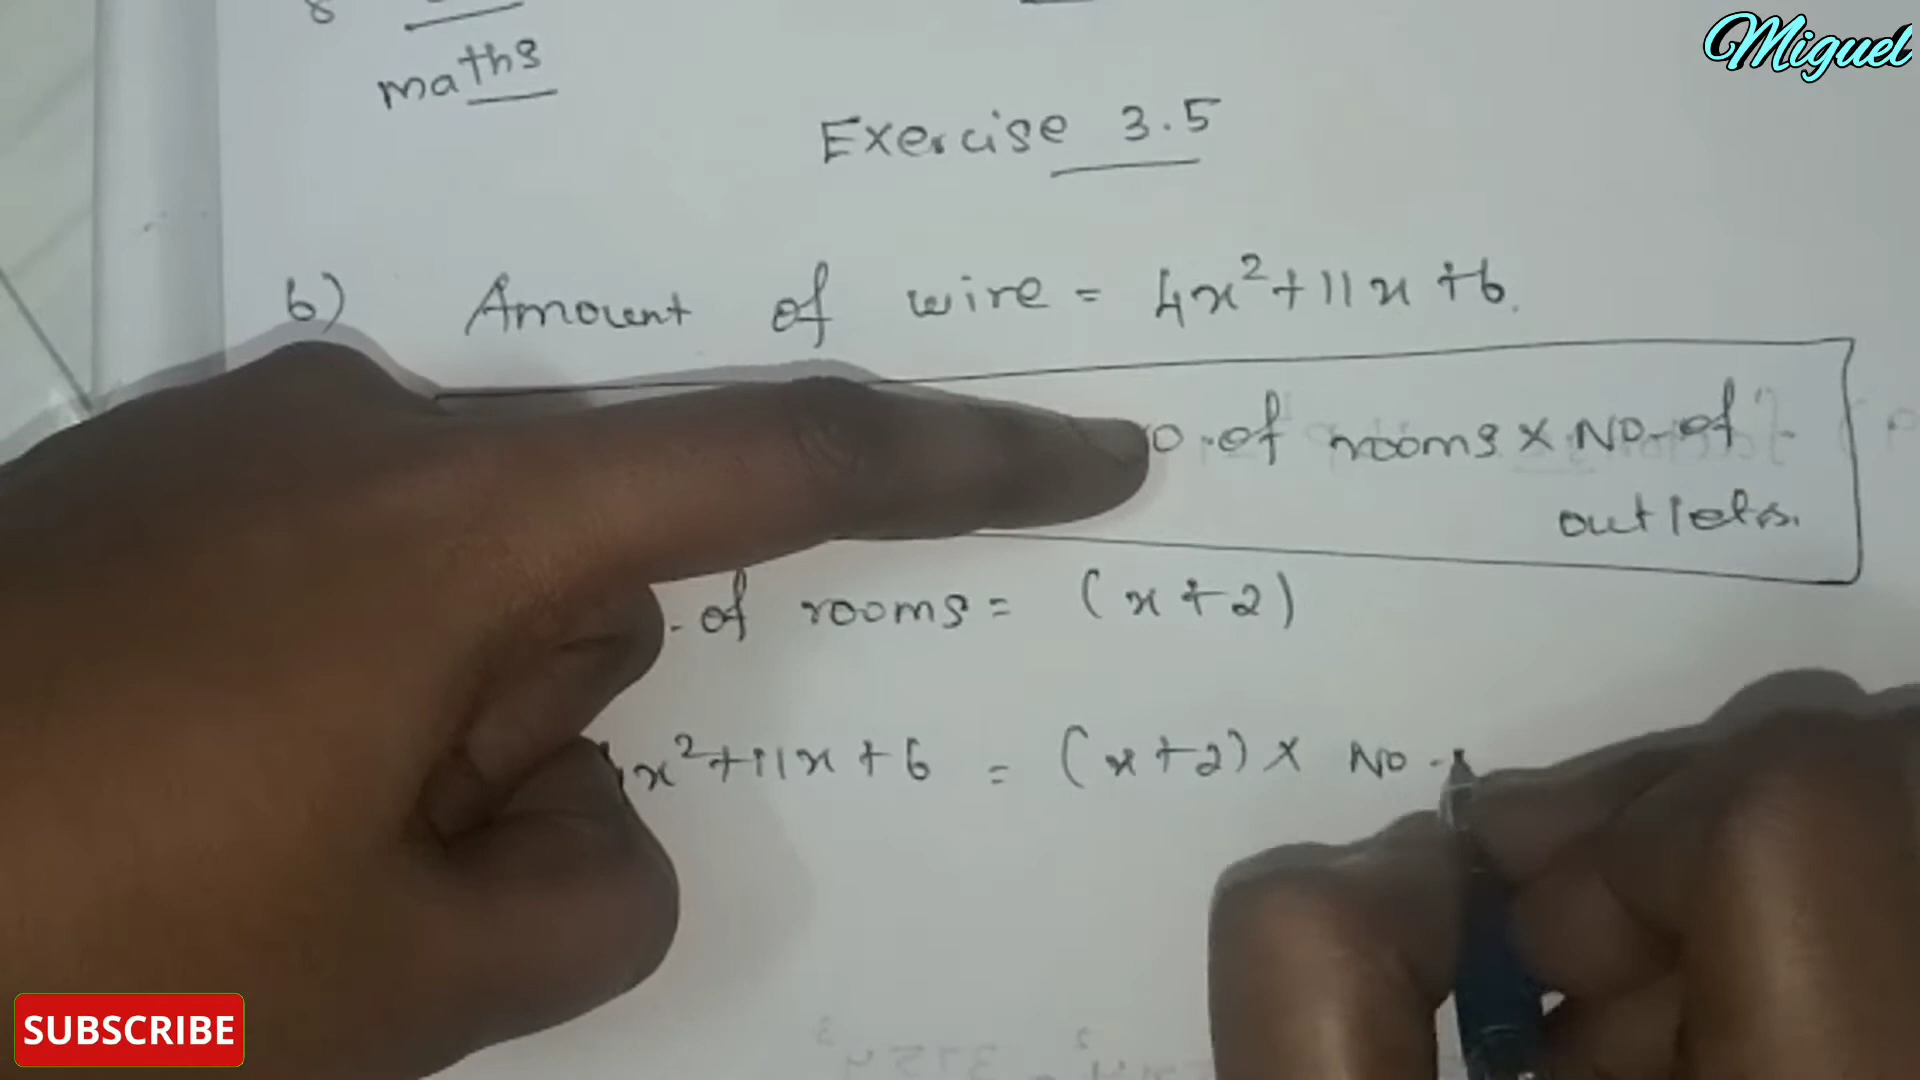 Miguel
8
maths
Exercise 3.5
6) Amount of wire = 4x²+11x+6.
o.of rooms x No.of
outlets.
. of rooms = (x+2)
x²+11x+6 = (x+2) x No.
SUBSCRIBE